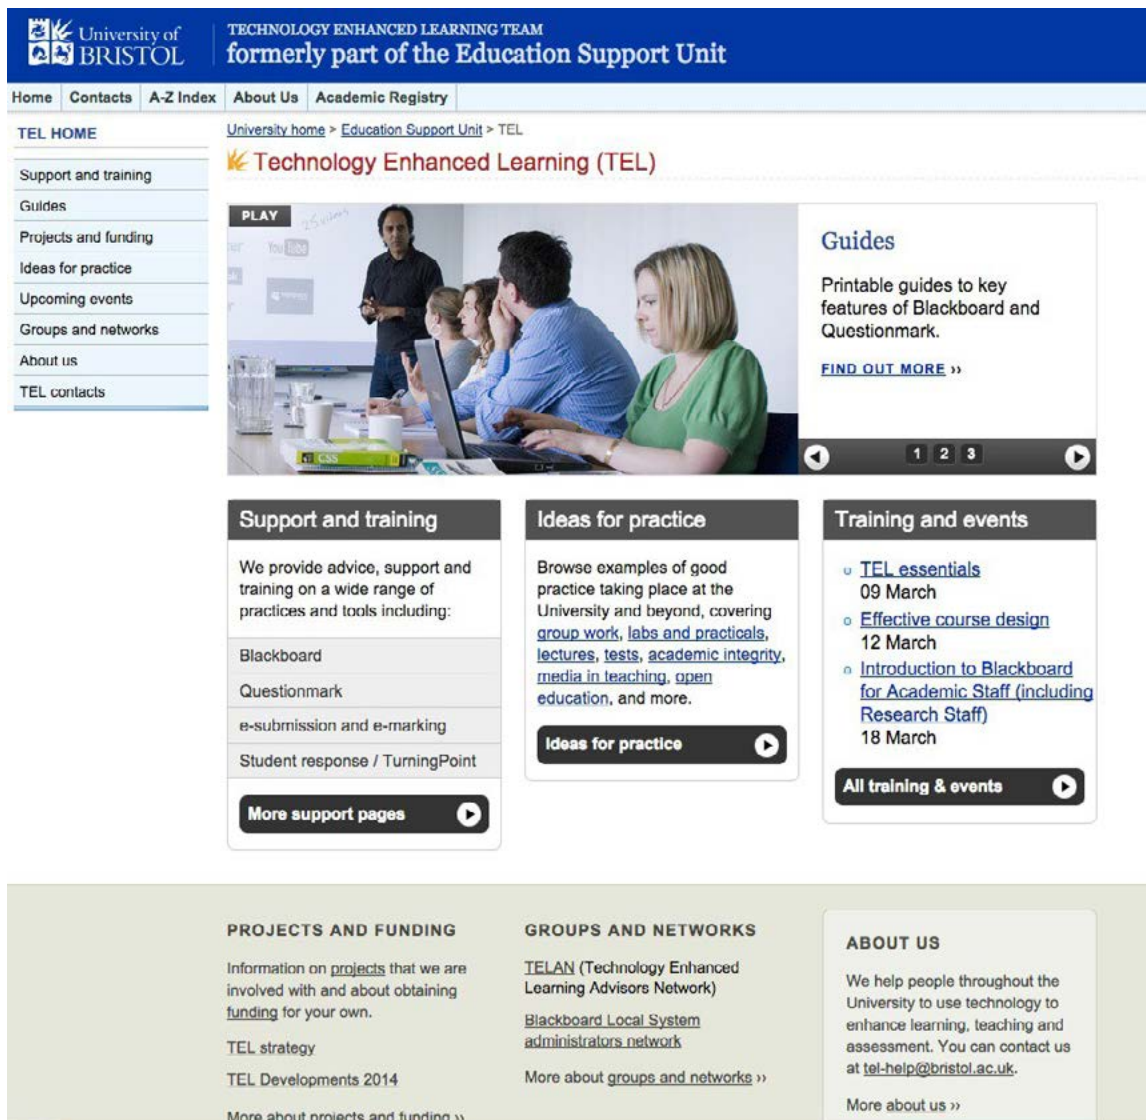 University of
BRISTOL
TECHNOLOGY ENHANCED LEARNING TEAM
formerly part of the Education Support Unit
Home Contacts A-Z Index About Us Academic Registry
TEL HOME
Support and training
Guides
Projects and funding
Ideas for practice
Upcoming events
Groups and networks
About us
TEL contacts
University home > Education Support Unit > TEL
Technology Enhanced Learning (TEL)
PLAY
25 videos
You Tube
CSS
Guides
Printable guides to key
features of Blackboard and
Questionmark.
FIND OUT MORE ››
1 2 3
Support and training
We provide advice, support and
training on a wide range of
practices and tools including:
Blackboard
Questionmark
e-submission and e-marking
Student response / TurningPoint
More support pages
Ideas for practice
Browse examples of good
practice taking place at the
University and beyond, covering
group work, labs and practicals,
lectures, tests, academic integrity,
media in teaching, open
education, and more.
Ideas for practice
Training and events
TEL essentials
09 March
Effective course design
12 March
Introduction to Blackboard
for Academic Staff (including
Research Staff)
18 March
All training & events
PROJECTS AND FUNDING
Information on projects that we are
involved with and about obtaining
funding for your own.
TEL strategy
TEL Developments 2014
More about projects and funding ››
GROUPS AND NETWORKS
TELAN (Technology Enhanced
Learning Advisors Network)
Blackboard Local System
administrators network
More about groups and networks ››
ABOUT US
We help people throughout the
University to use technology to
enhance learning, teaching and
assessment. You can contact us
at tel-help@bristol.ac.uk.
More about us ››